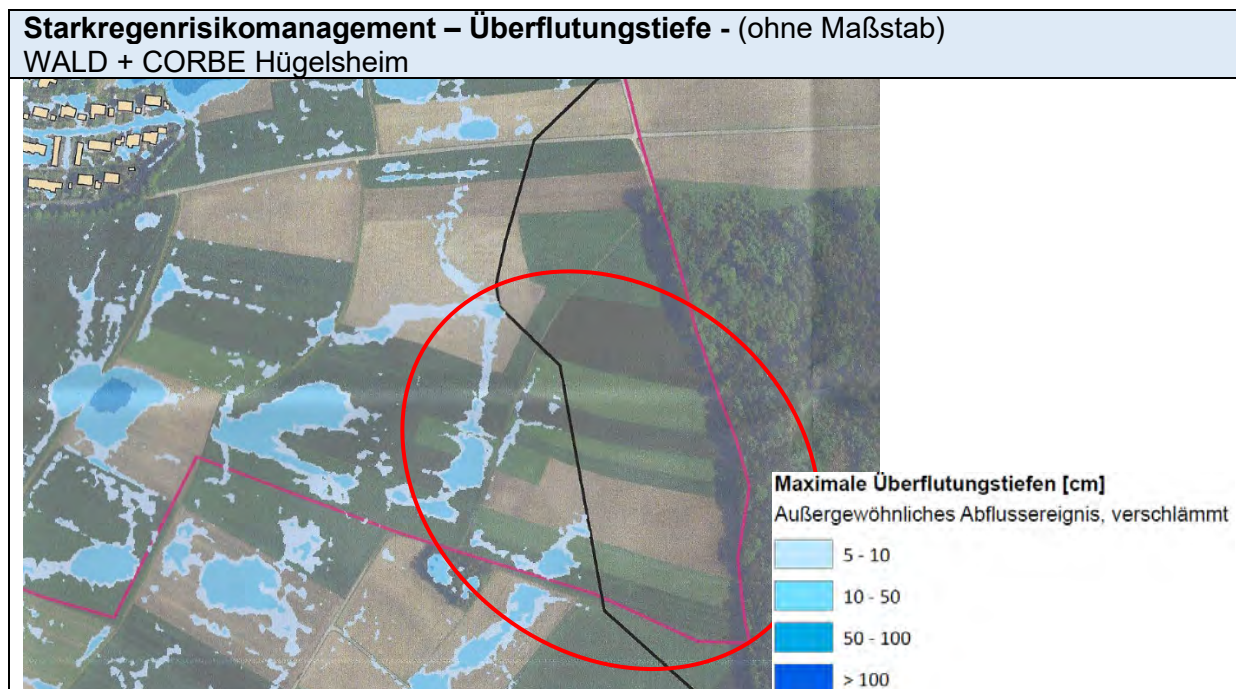 Starkregenrisikomanagement – Überflutungstiefe - (ohne Maßstab)
WALD + CORBE Hügelsheim
Maximale Überflutungstiefen [cm]
Außergewöhnliches Abflussereignis, verschlämmt
5 - 10
10 - 50
50 - 100
> 100